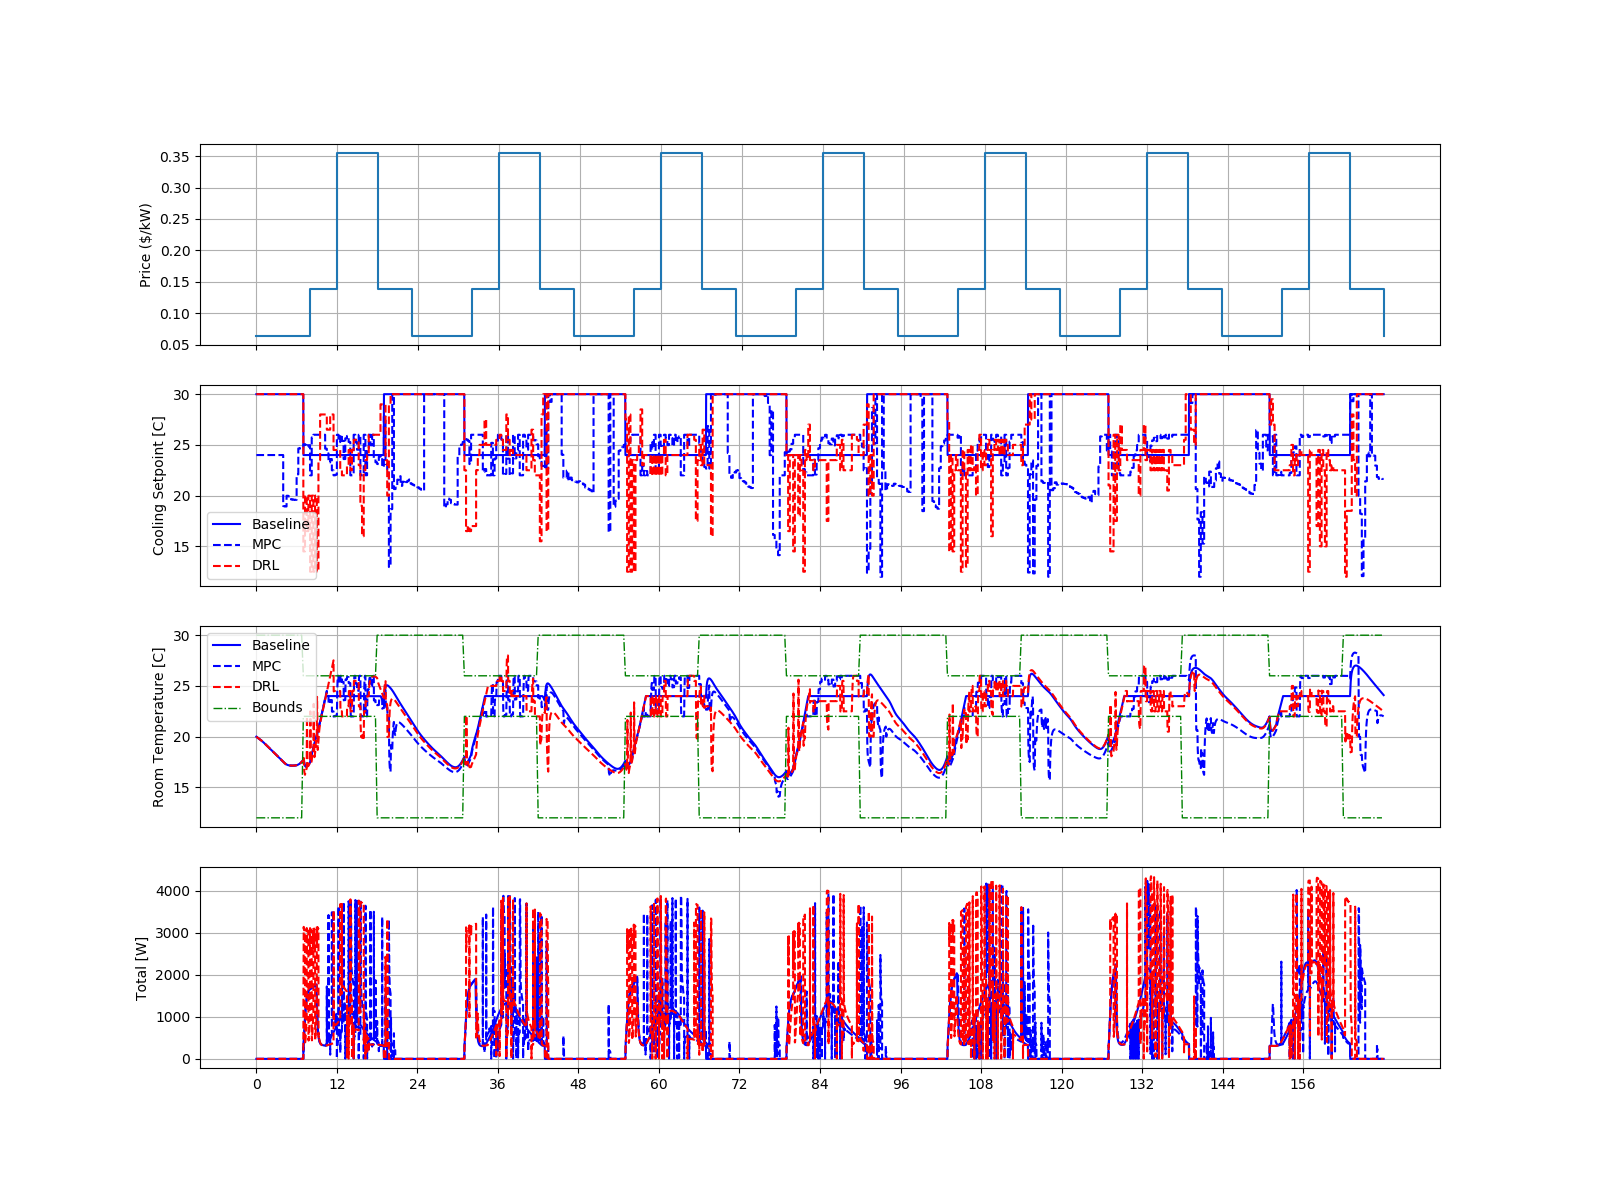 0.35
0.30
0.25
0.20
0.15
0.10
0.05
Price ($/kW)
30
25
20
15
Cooling Setpoint [C]
Baseline
MPC
DRL
30
25
20
15
Room Temperature [C]
Baseline
MPC
DRL
Bounds
4000
3000
2000
1000
0
Total [W]
0 12 24 36 48 60 72 84 96 108 120 132 144 156